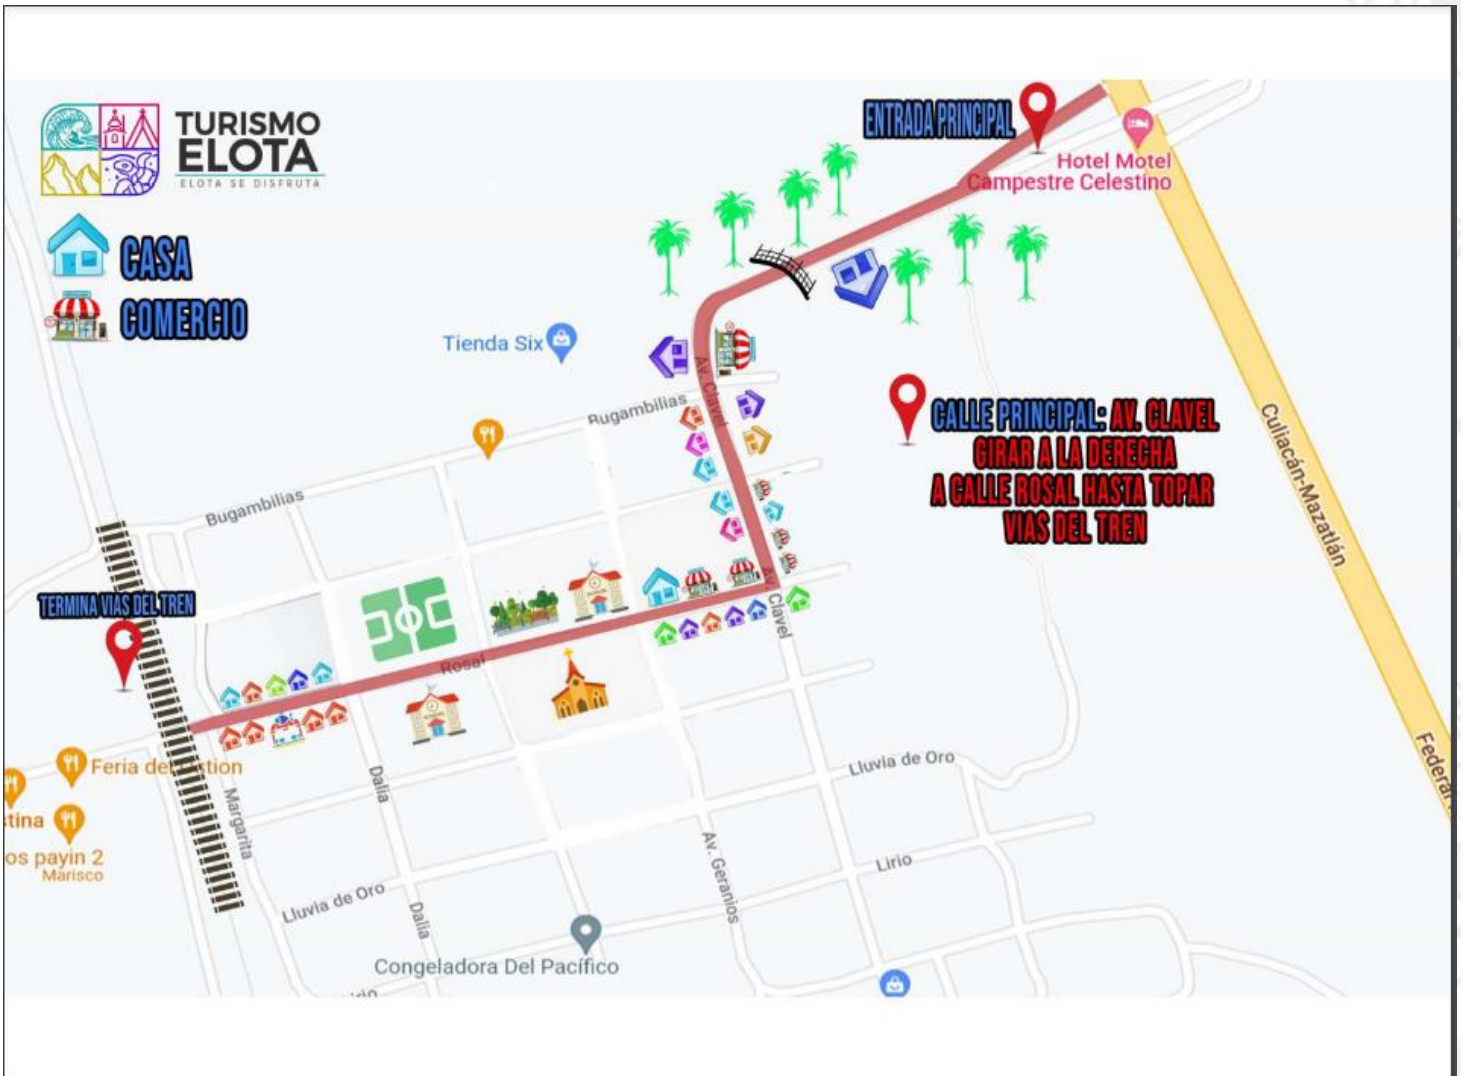 TURISMO
ELOTA
ELOTA SE DISFRUTA
CASA
COMERCIO
ENTRADA PRINCIPAL
Hotel Motel
Campestre Celestino
Tienda Six
Av. Clavel
Bugambilias
Bugambilias
CALLE PRINCIPAL: AV. CLAVEL
GIRAR A LA DERECHA
A CALLE ROSAL HASTA TOPAR
VIAS DEL TREN
Culiacán-Mazatlán
TERMINA VIAS DEL TREN
Av. Clavel
Rosal
Feria del
Dalia
Margarita
Lluvia de Oro
Federal
stina
os payin 2
Marisco
Av. Geranios
Lirio
Lluvia de Oro
Dalia
Congeladora Del Pacífico